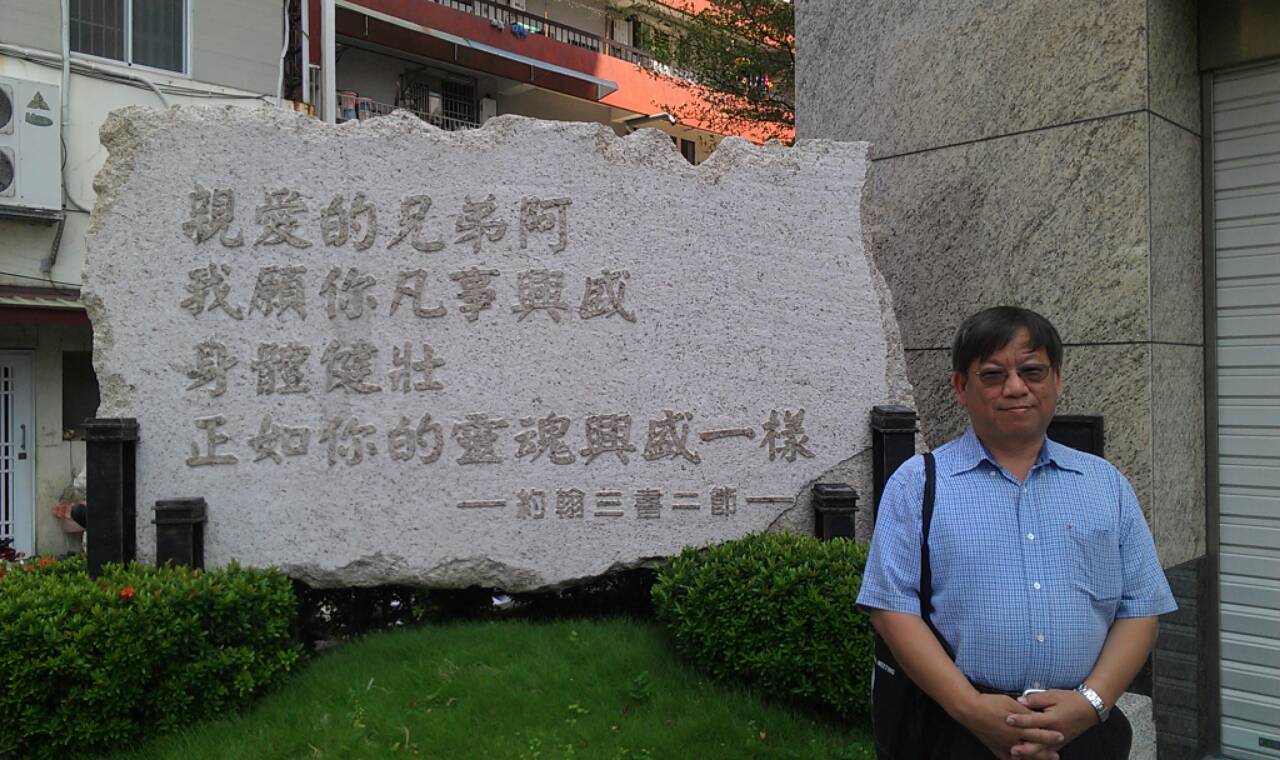 親愛的兄弟阿
我願你凡事興盛
身體健壯
正如你的靈魂興盛一樣
—約翰三書二節—
MEETING